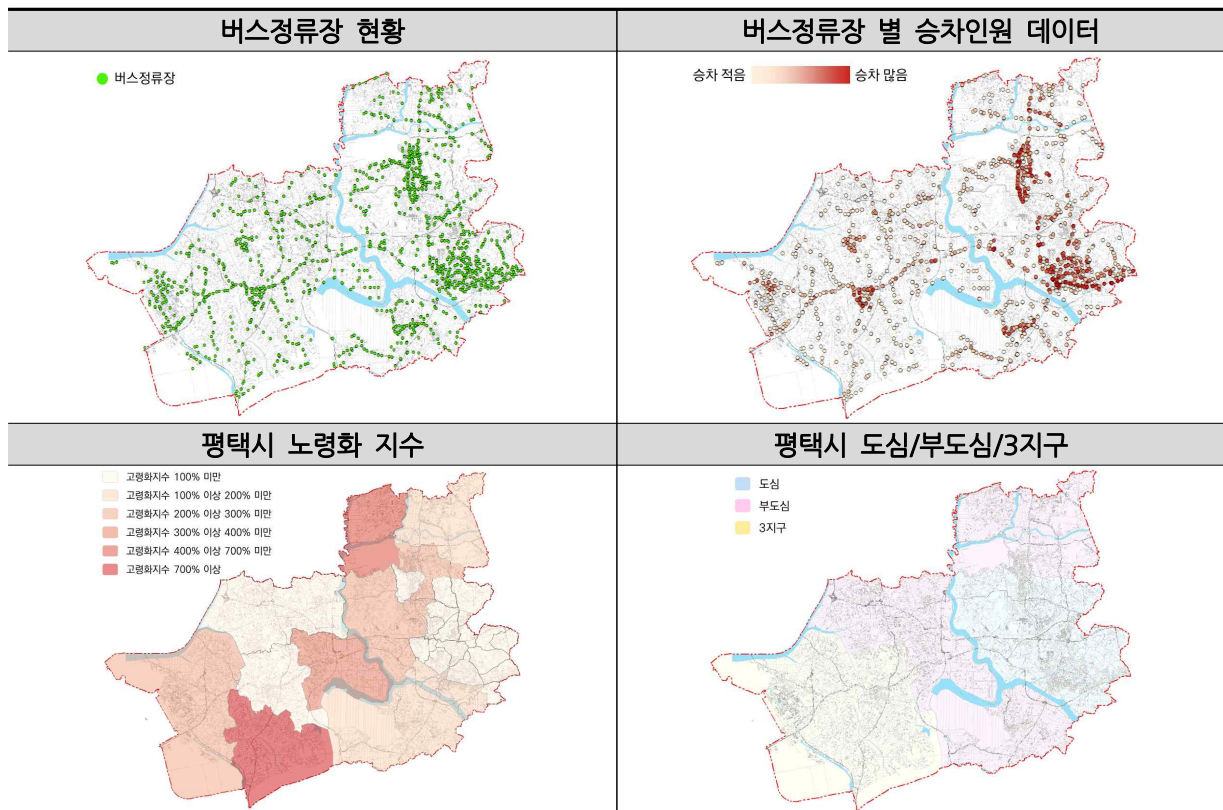 버스정류장 현황
버스정류장 별 승차인원 데이터
버스정류장
승차 적음
승차 많음
평택시 노령화 지수
평택시 도심/부도심/3지구
고령화지수 100% 미만
고령화지수 100% 이상 200% 미만
고령화지수 200% 이상 300% 미만
고령화지수 300% 이상 400% 미만
고령화지수 400% 이상 700% 미만
고령화지수 700% 이상
도심
부도심
3지구